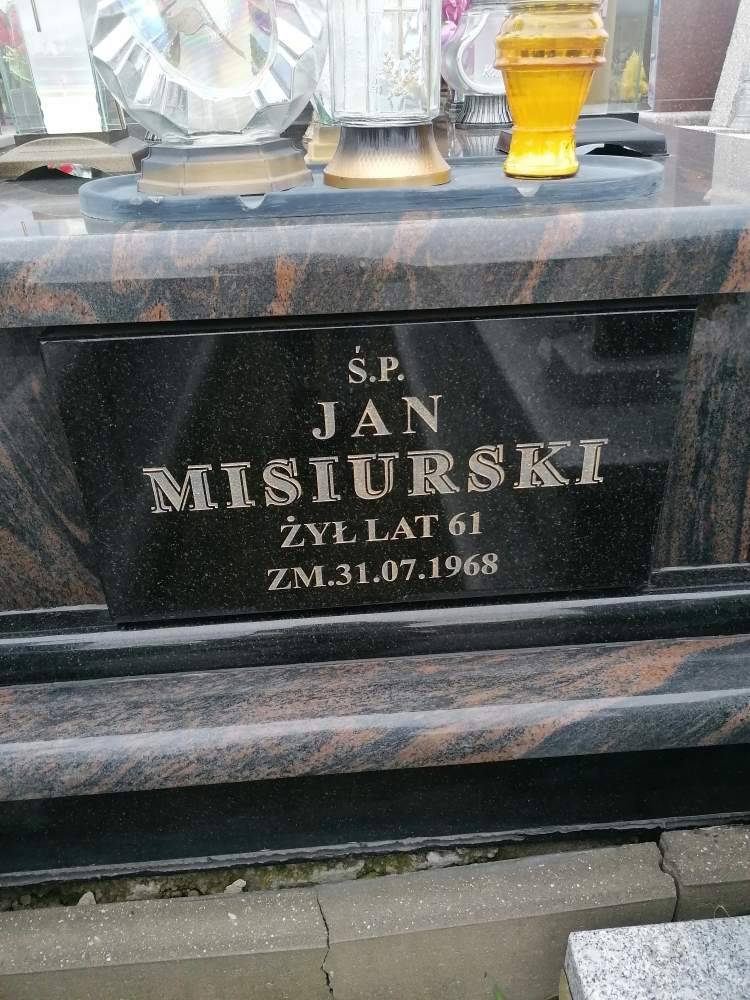 Ś.P.
JAN
MISIURSKI
ŻYŁ LAT 61
ZM.31.07.1968